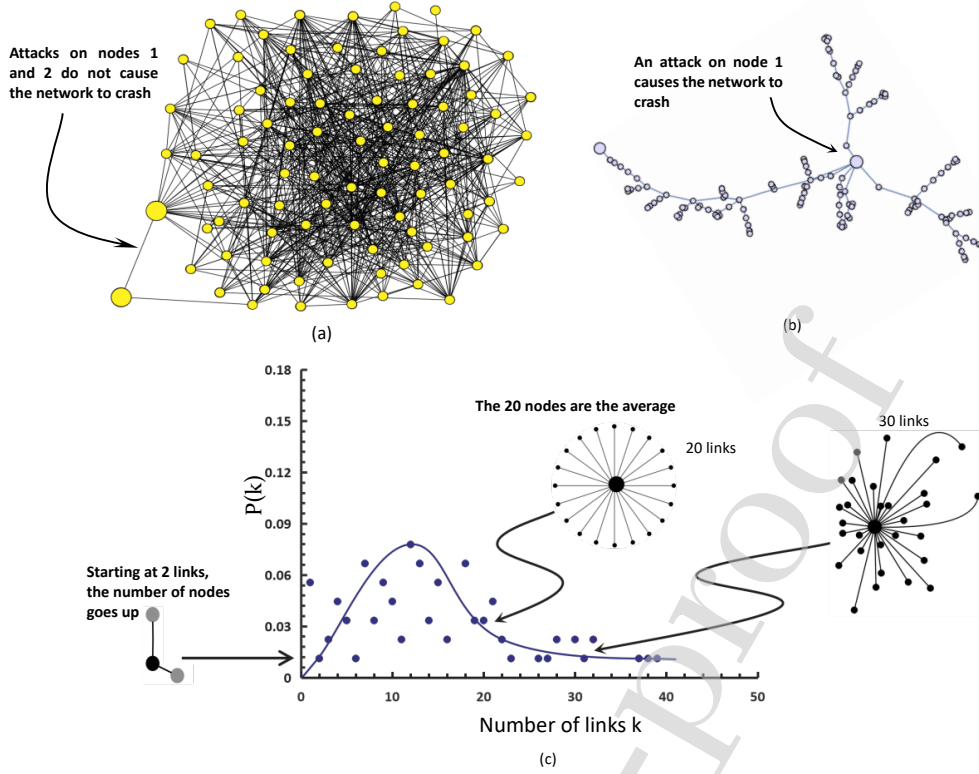 Attacks on nodes 1
and 2 do not cause
the network to crash
(a)
An attack on node 1
causes the network to
crash
(b)
The 20 nodes are the average
20 links
30 links
Starting at 2 links,
the number of nodes
goes up
P(k)
0.18
0.15
0.12
0.09
0.06
0.03
0
0 10 20 30 40 50
Number of links k
(c)
-proof